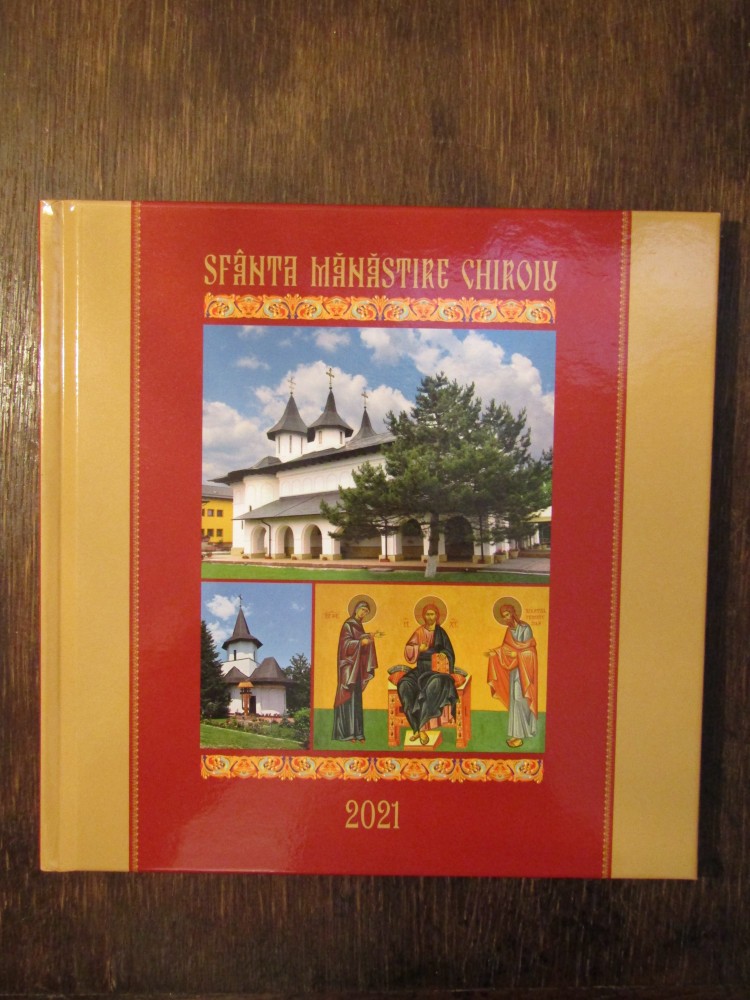 SFÂNTA MĂNĂSTIRE CHIROIU
2021